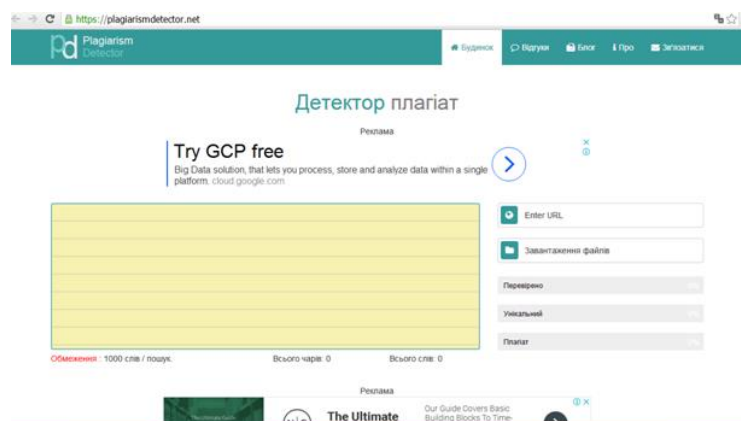 https://plagiarismdetector.net
pd Plagiarism Detector
Будинок Відгуки Блог Про Зв'язатися
Детектор плагіат
Реклама
Try GCP free
Big Data solution, that lets you process, store and analyze data within a single
platform. cloud.google.com
Enter URL
Завантаження файлів
Перевірено
Унікальний
Плагіат
Обмеження : 1000 слів / пошук. Всього чарів: 0 Всього слів: 0
Реклама
The Ultimate
Our Guide Covers Basic
Building Blocks To Time-